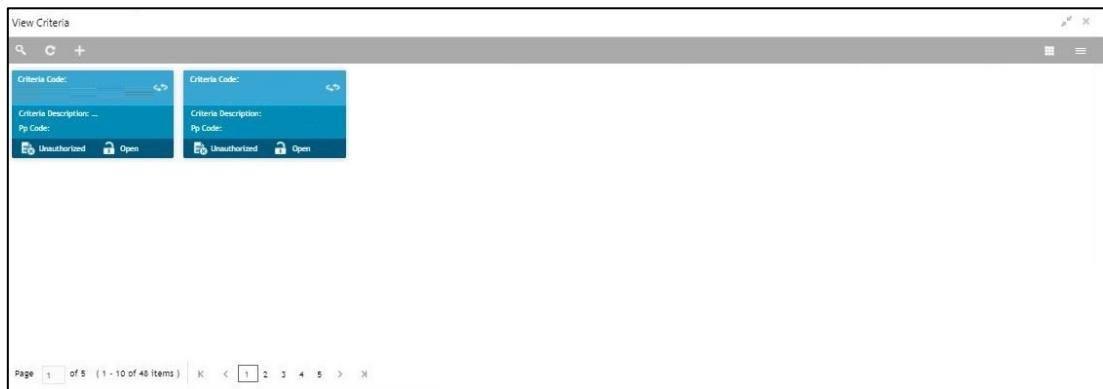 View Criteria
Criteria Code:
Criteria Description: ...
Pp Code:
Unauthorized Open
Criteria Code:
Criteria Description:
Pp Code:
Unauthorized Open
Page 1 of 5 ( 1 - 10 of 48 items ) 1 2 3 4 5